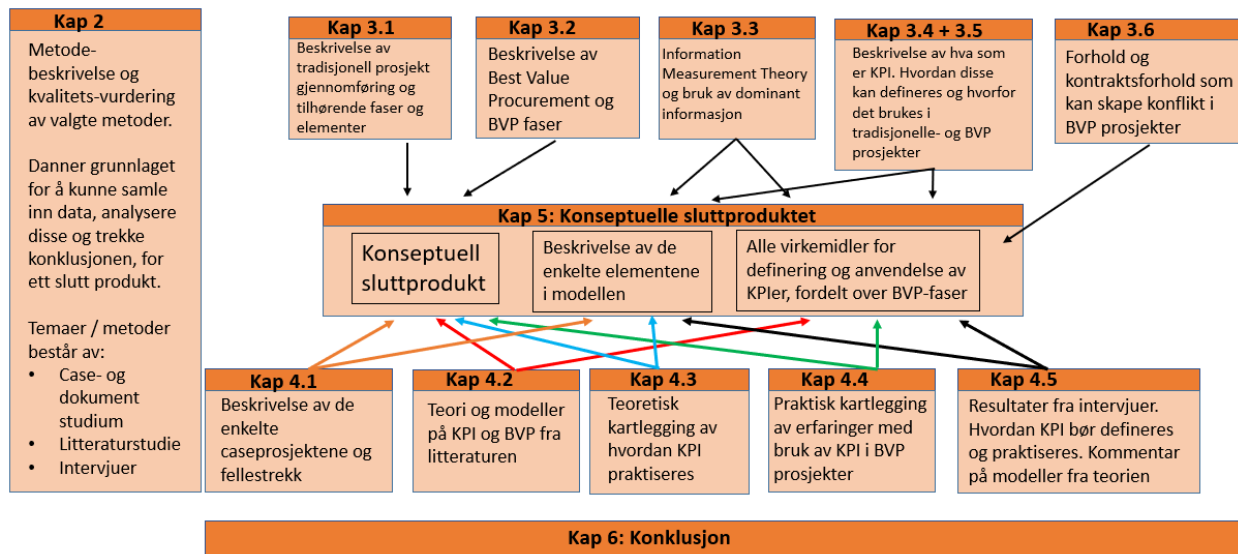 Kap 2
Metode-
beskrivelse og
kvalitets-vurdering
av valgte metoder.
Danner grunnlaget
for å kunne samle
inn data, analysere
disse og trekke
konklusjonen, for
ett slutt produkt.
Temaer / metoder
består av:
• Case- og
dokument
studium
• Litteraturstudie
• Intervjuer
Kap 3.1
Beskrivelse av
tradisjonell prosjekt
gjennomføring og
tilhørende faser og
elementer
Kap 3.2
Beskrivelse av
Best Value
Procurement og
BVP faser
Kap 3.3
Information
Measurement Theory
og bruk av dominant
informasjon
Kap 3.4 + 3.5
Beskrivelse av hva som
er KPI. Hvordan disse
kan defineres og hvorfor
det brukes i
tradisjonelle- og BVP
prosjekter
Kap 3.6
Forhold og
kontraktsforhold som
kan skape konflikt i
BVP prosjekter
Kap 5: Konseptuelle sluttproduktet
Konseptuell
sluttprodukt
Beskrivelse av de
enkelte elementene
i modellen
Alle virkemidler for
definering og anvendelse av
KPIer, fordelt over BVP-faser
Kap 4.1
Beskrivelse av de
enkelte
caseprosjektene og
fellestrekk
Kap 4.2
Teori og modeller
på KPI og BVP fra
litteraturen
Kap 4.3
Teoretisk
kartlegging av
hvordan KPI
praktiseres
Kap 4.4
Praktisk kartlegging
av erfaringer med
bruk av KPI i BVP
prosjekter
Kap 4.5
Resultater fra intervjuer.
Hvordan KPI bør defineres
og praktiseres. Kommentar
på modeller fra teorien
Kap 6: Konklusjon